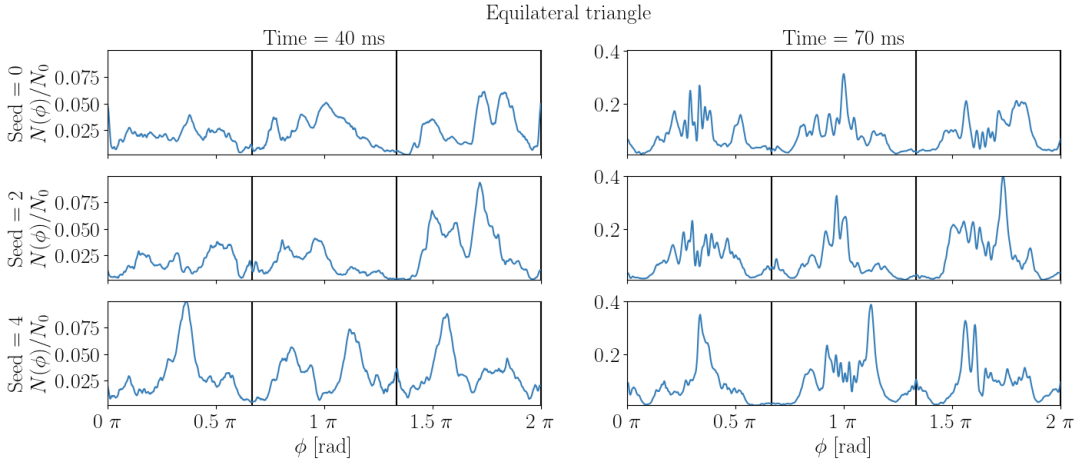 Equilateral triangle
Time = 40 ms
Time = 70 ms
Seed = 0
N(ϕ)/N₀
0.075
0.050
0.025
0.4
0.2
Seed = 2
N(ϕ)/N₀
0.075
0.050
0.025
0.4
0.2
Seed = 4
N(ϕ)/N₀
0.075
0.050
0.025
0.4
0.2
0 π
0.5 π
1 π
1.5 π
2 π
0 π
0.5 π
1 π
1.5 π
2 π
ϕ [rad]
ϕ [rad]